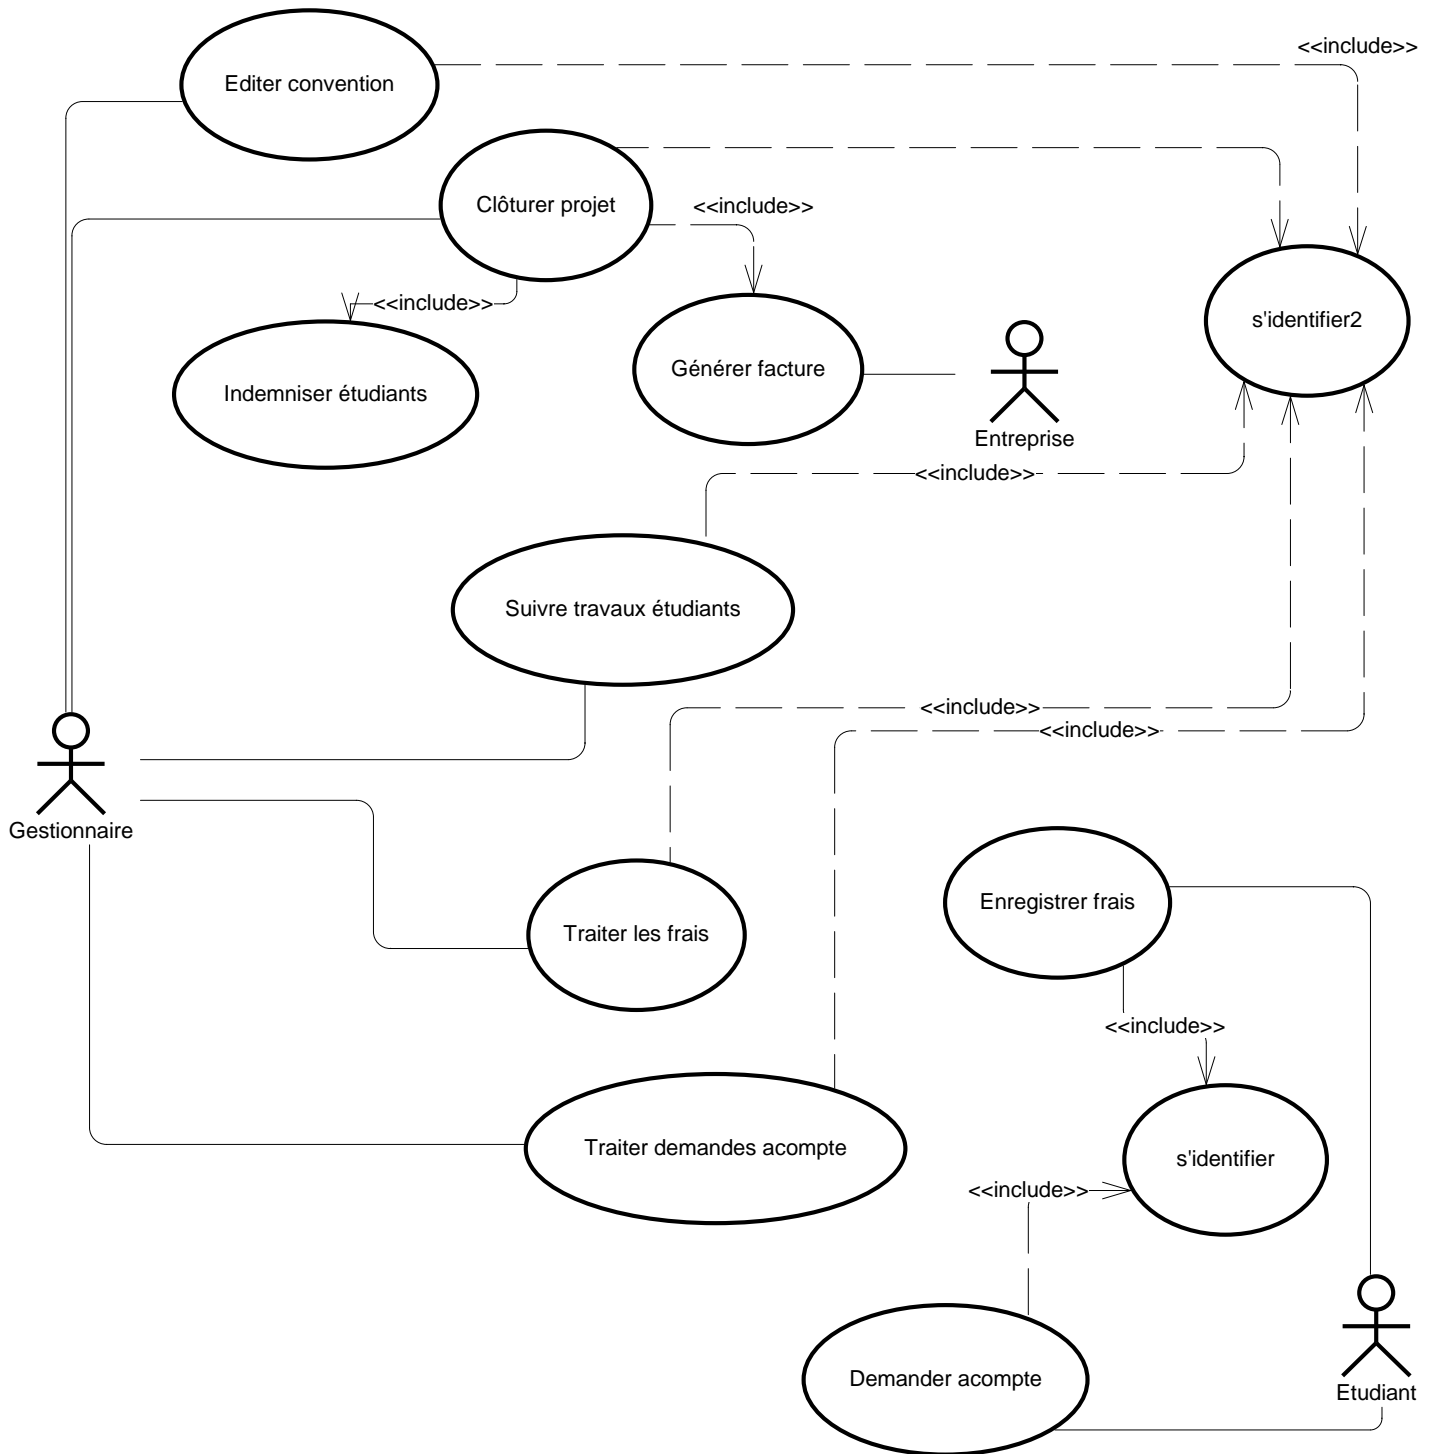 <<include>>
Editer convention
Clôturer projet
<<include>>
<<include>>
s'identifier2
Générer facture
Indemniser étudiants
Entreprise
<<include>>
Suivre travaux étudiants
<<include>>
<<include>>
Gestionnaire
Enregistrer frais
Traiter les frais
<<include>>
Traiter demandes acompte
s'identifier
<<include>>
Demander acompte
Etudiant